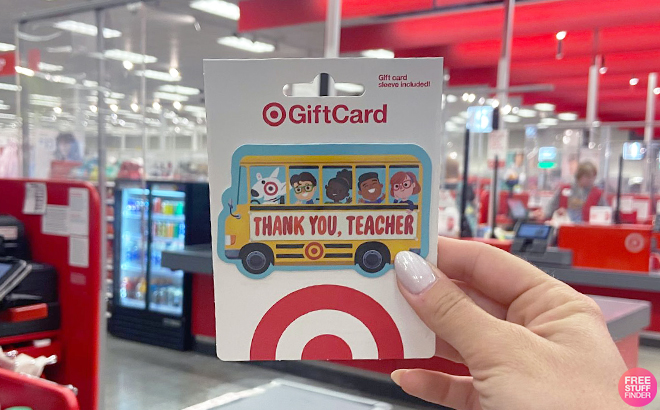 Gift card
sleeve included!
GiftCard
THANK YOU, TEACHER
FREE
STUFF
FINDER